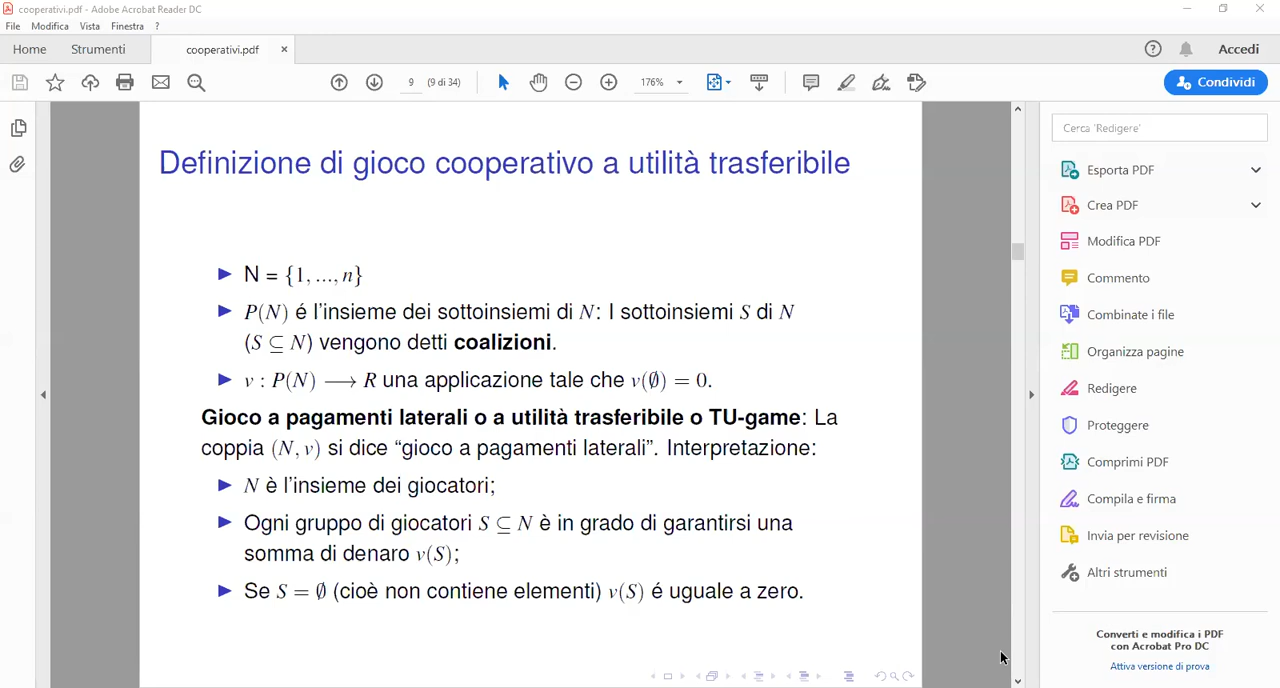 cooperativi.pdf - Adobe Acrobat Reader DC
File Modifica Vista Finestra ?
Home Strumenti cooperativi.pdf × Accedi
9 (9 di 34) 176% Condividi
Definizione di gioco cooperativo a utilità trasferibile
N = {1, ..., n}
P(N) é l'insieme dei sottoinsiemi di N: I sottoinsiemi S di N
(S ⊆ N) vengono detti coalizioni.
v : P(N) ⟶ R una applicazione tale che v(∅) = 0.
Gioco a pagamenti laterali o a utilità trasferibile o TU-game: La
coppia (N, v) si dice “gioco a pagamenti laterali”. Interpretazione:
N è l'insieme dei giocatori;
Ogni gruppo di giocatori S ⊆ N è in grado di garantirsi una
somma di denaro v(S);
Se S = ∅ (cioè non contiene elementi) v(S) é uguale a zero.
Cerca 'Redigere'
Esporta PDF
Crea PDF
Modifica PDF
Commento
Combinate i file
Organizza pagine
Redigere
Proteggere
Comprimi PDF
Compila e firma
Invia per revisione
Altri strumenti
Converti e modifica i PDF
con Acrobat Pro DC
Attiva versione di prova